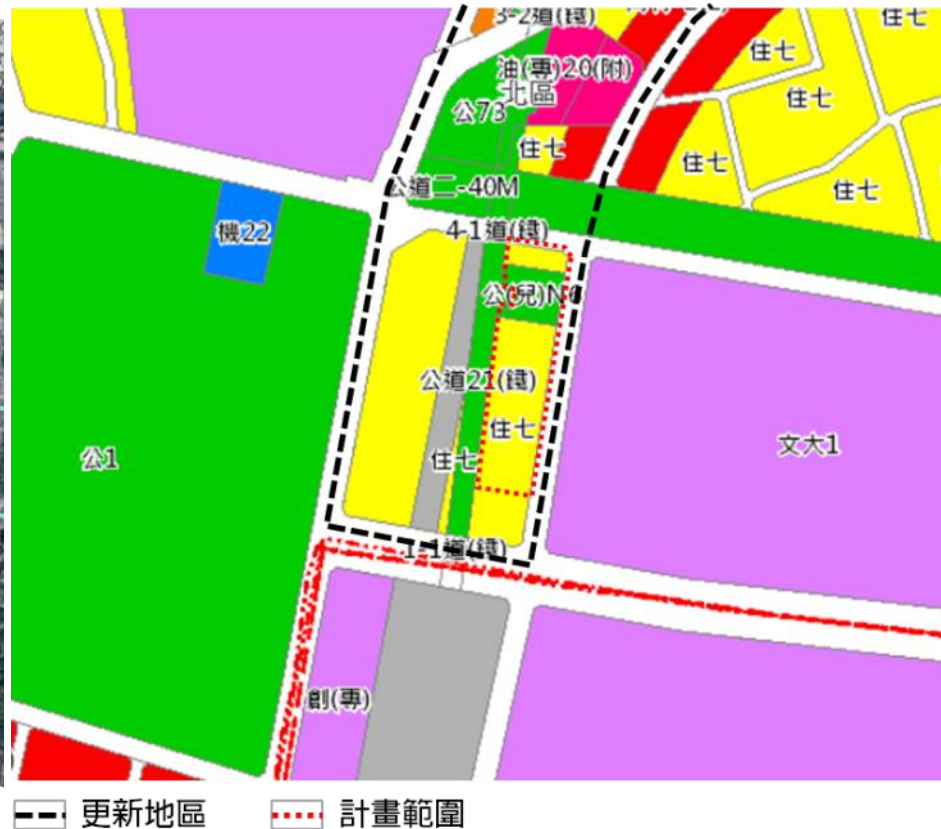 3-2道(鐵)
住七
住七
油(專)20(附)
北區
住七
公73
住七
住七
住七
公道二-40M
機22
4-1道(鐵)
公(兒)N6
公道21(鐵)
住七
住七
文大1
公1
1-1道(鐵)
創(專)
更新地區
計畫範圍